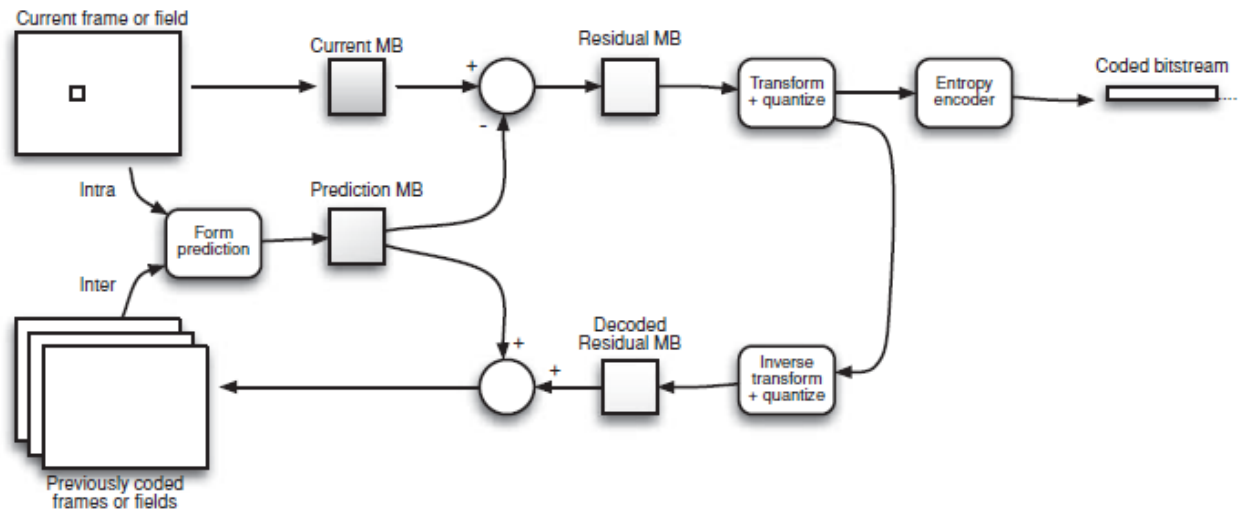 Current frame or field
Current MB
Residual MB
+
-
Transform
+ quantize
Entropy
encoder
Coded bitstream
Intra
Prediction MB
Form
prediction
Inter
Decoded
Residual MB
+
+
Inverse
transform
+ quantize
Previously coded
frames or fields